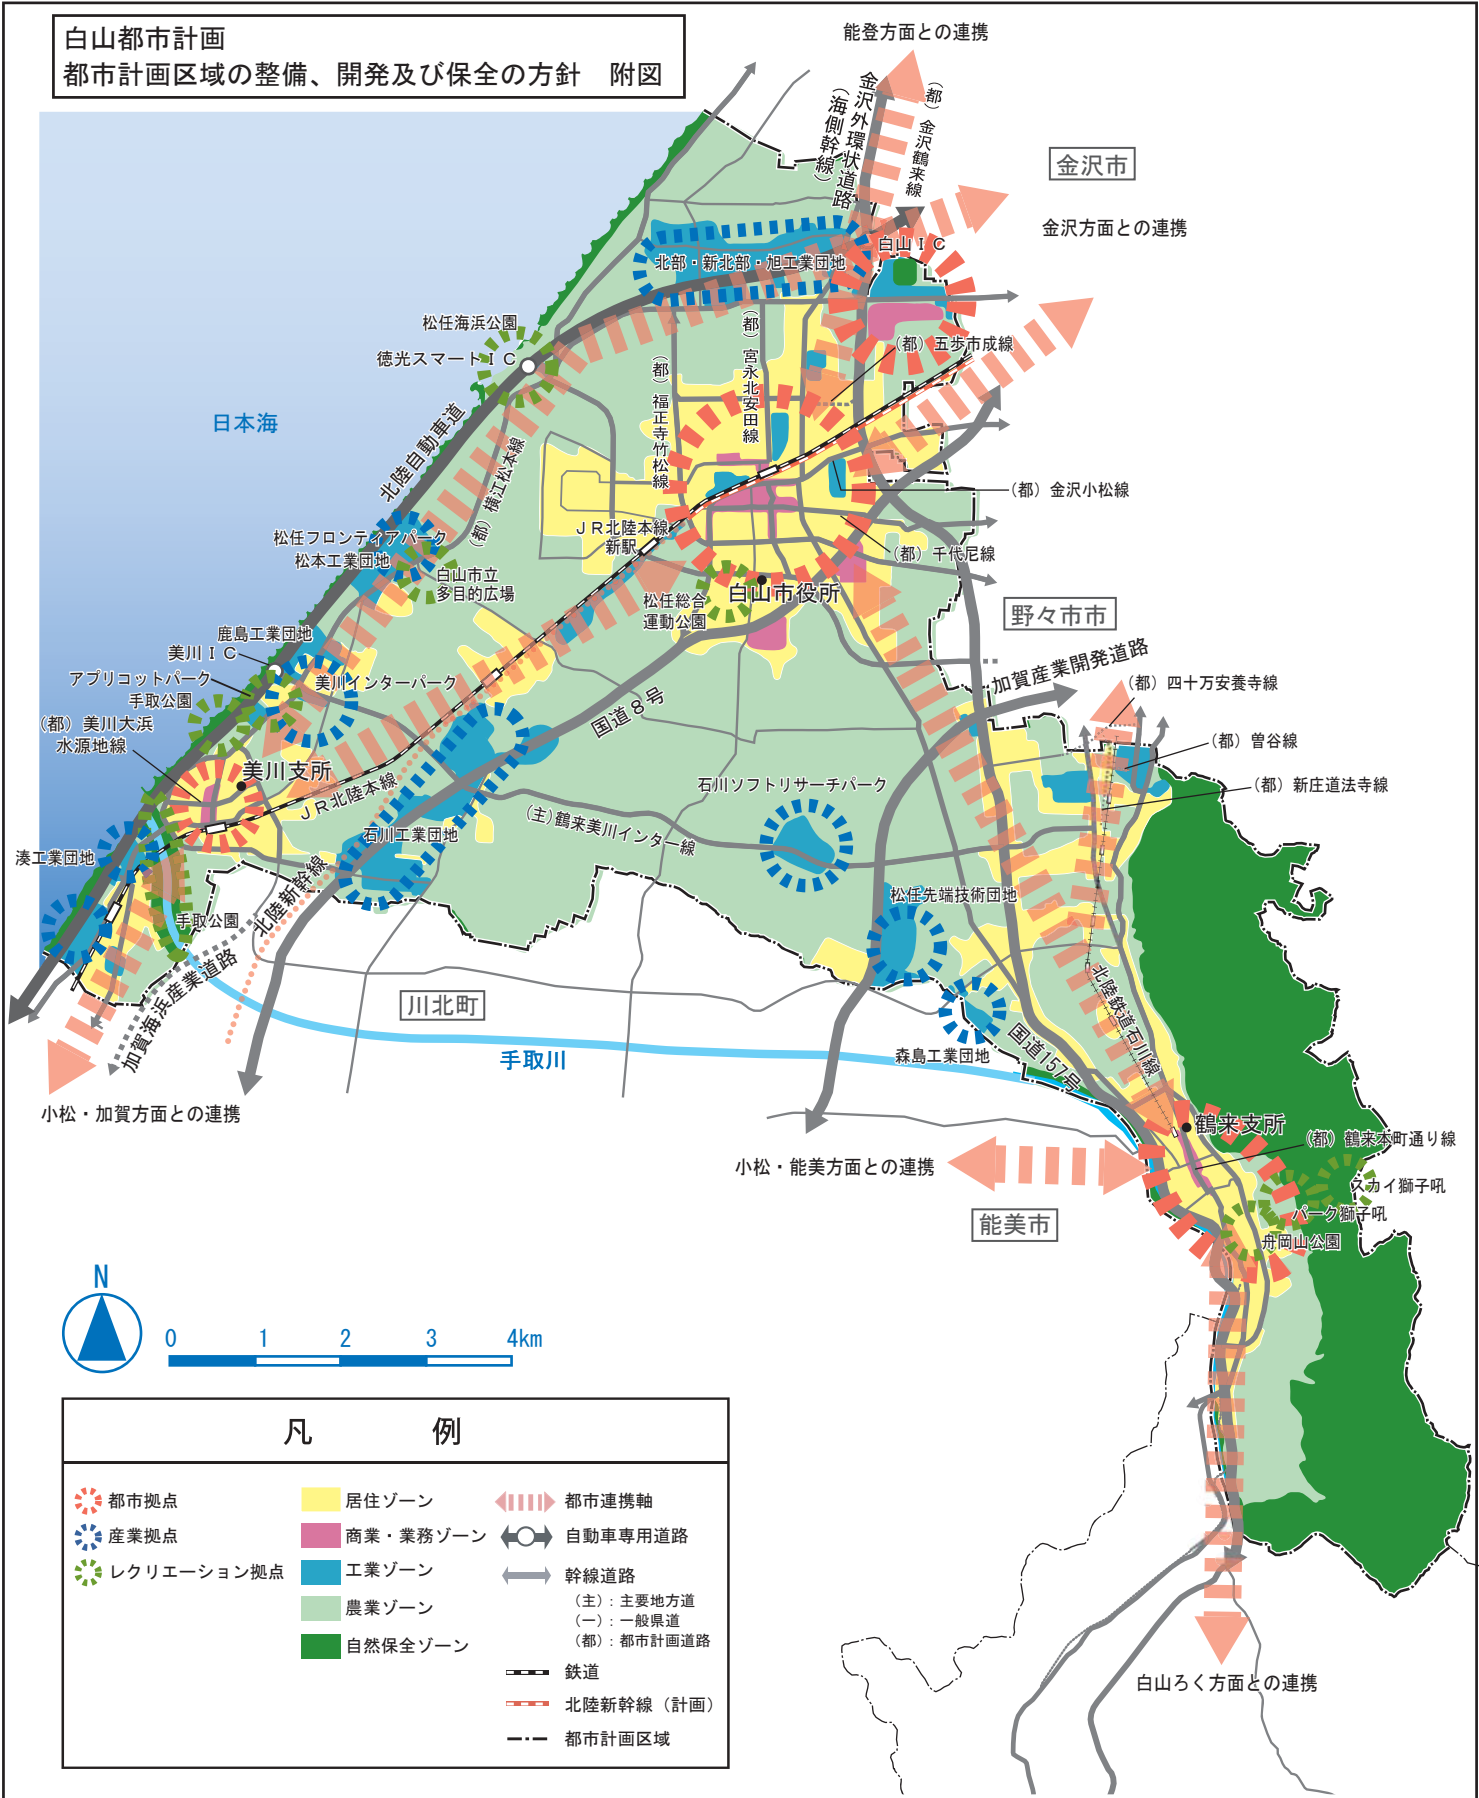 白山都市計画
都市計画区域の整備、開発及び保全の方針　附図
能登方面との連携
金沢外環状道路
（海側幹線）
（都）金沢鶴来線
金沢市
金沢方面との連携
白山ＩＣ
北部・新北部・旭工業団地
松任海浜公園
徳光スマートＩＣ
（都）五歩市成線
（都）宮永北安田線
（都）福正寺竹松線
日本海
北陸自動車道
（都）横江松本線
（都）金沢小松線
ＪＲ北陸本線
新駅
（都）千代尼線
松任フロンティアパーク
松本工業団地
白山市立
多目的広場
松任総合
運動公園
白山市役所
野々市市
鹿島工業団地
美川ＩＣ
アプリコットパーク
手取公園
美川インターパーク
（都）美川大浜
水源地線
国道８号
加賀産業開発道路
（都）四十万安養寺線
（都）曽谷線
（都）新庄道法寺線
美川支所
ＪＲ北陸本線
石川ソフトリサーチパーク
（主）鶴来美川インター線
石川工業団地
湊工業団地
手取公園
北陸新幹線
加賀海浜産業道路
松任先端技術団地
川北町
手取川
森島工業団地
国道157号
北陸鉄道石川線
小松・加賀方面との連携
鶴来支所
（都）鶴来本町通り線
小松・能美方面との連携
スカイ獅子吼
パーク獅子吼
舟岡山公園
能美市
N
0 1 2 3 4km
白山ろく方面との連携
凡　例
都市拠点
産業拠点
レクリエーション拠点
居住ゾーン
商業・業務ゾーン
工業ゾーン
農業ゾーン
自然保全ゾーン
都市連携軸
自動車専用道路
幹線道路
（主）：主要地方道
（一）：一般県道
（都）：都市計画道路
鉄道
北陸新幹線（計画）
都市計画区域